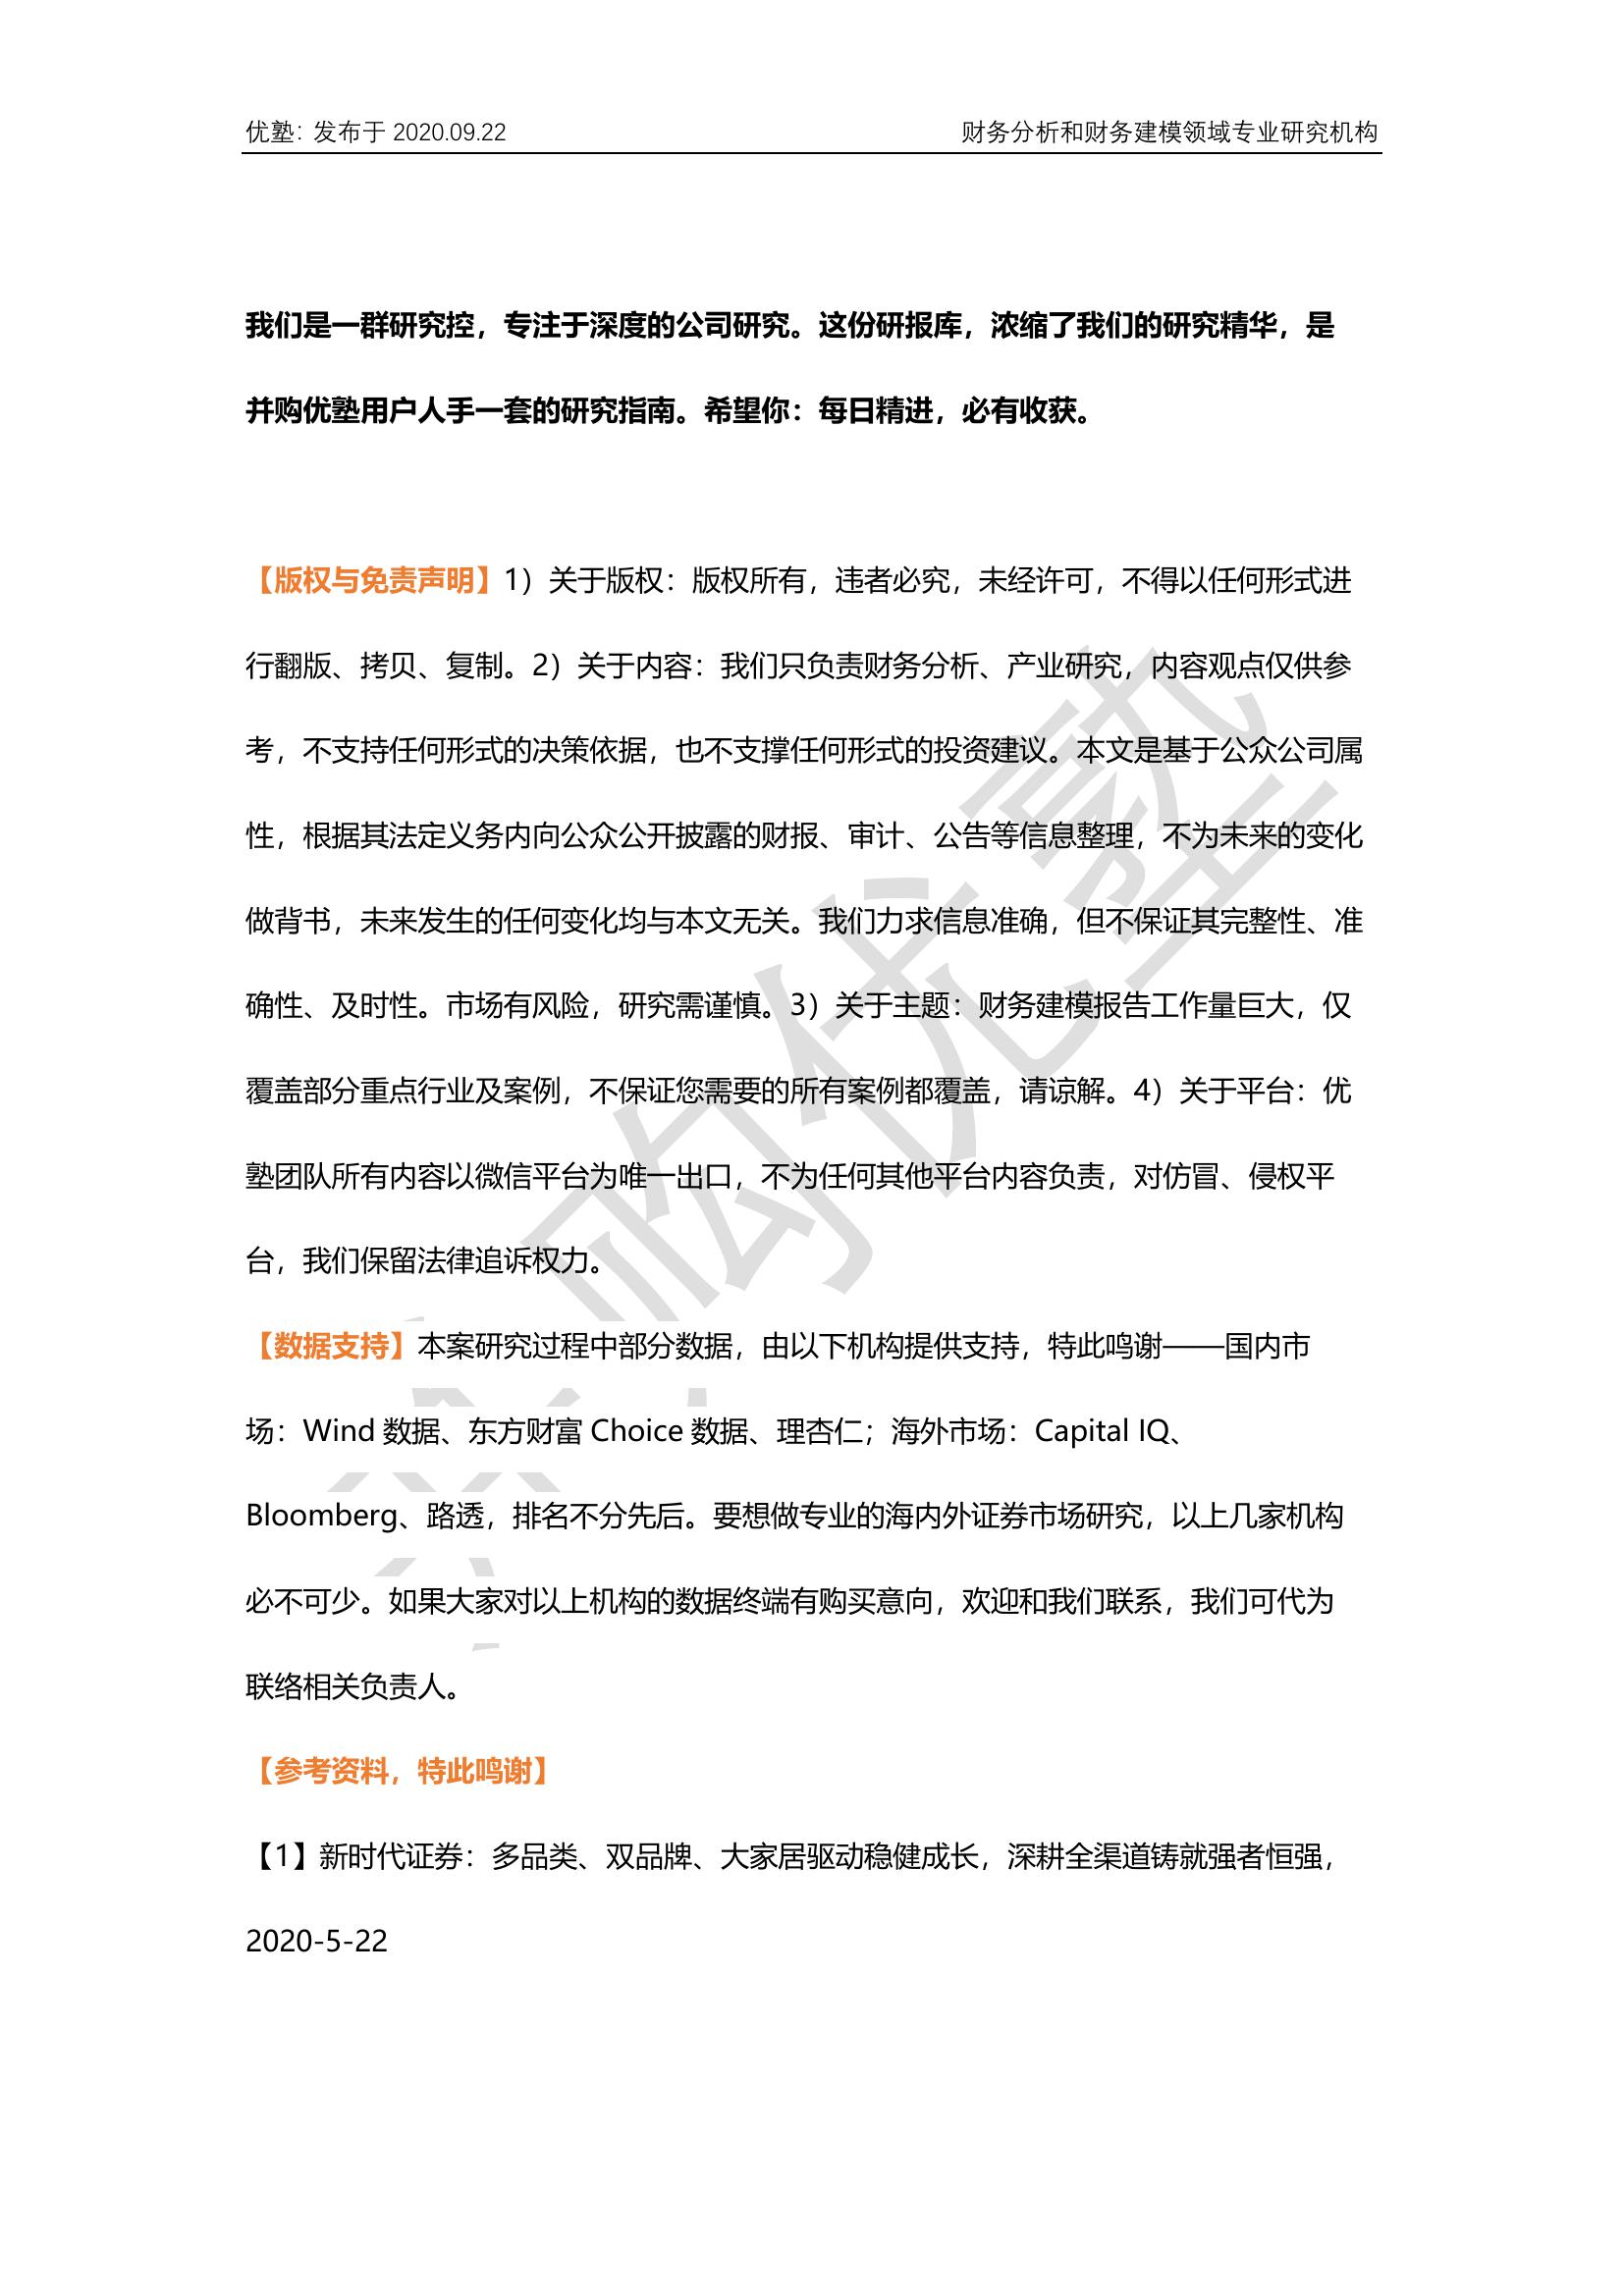 优塾：发布于 2020.09.22 财务分析和财务建模领域专业研究机构
我们是一群研究控，专注于深度的公司研究。这份研报库，浓缩了我们的研究精华，是
并购优塾用户人手一套的研究指南。希望你：每日精进，必有收获。
【版权与免责声明】1）关于版权：版权所有，违者必究，未经许可，不得以任何形式进
行翻版、拷贝、复制。2）关于内容：我们只负责财务分析、产业研究，内容观点仅供参
考，不支持任何形式的决策依据，也不支撑任何形式的投资建议。本文是基于公众公司属
性，根据其法定义务内向公众公开披露的财报、审计、公告等信息整理，不为未来的变化
做背书，未来发生的任何变化均与本文无关。我们力求信息准确，但不保证其完整性、准
确性、及时性。市场有风险，研究需谨慎。3）关于主题：财务建模报告工作量巨大，仅
覆盖部分重点行业及案例，不保证您需要的所有案例都覆盖，请谅解。4）关于平台：优
塾团队所有内容以微信平台为唯一出口，不为任何其他平台内容负责，对仿冒、侵权平
台，我们保留法律追诉权力。
【数据支持】本案研究过程中部分数据，由以下机构提供支持，特此鸣谢——国内市
场：Wind 数据、东方财富 Choice 数据、理杏仁；海外市场：Capital IQ、
Bloomberg、路透，排名不分先后。要想做专业的海内外证券市场研究，以上几家机构
必不可少。如果大家对以上机构的数据终端有购买意向，欢迎和我们联系，我们可代为
联络相关负责人。
【参考资料，特此鸣谢】
【1】新时代证券：多品类、双品牌、大家居驱动稳健成长，深耕全渠道铸就强者恒强，
2020-5-22
购优塾